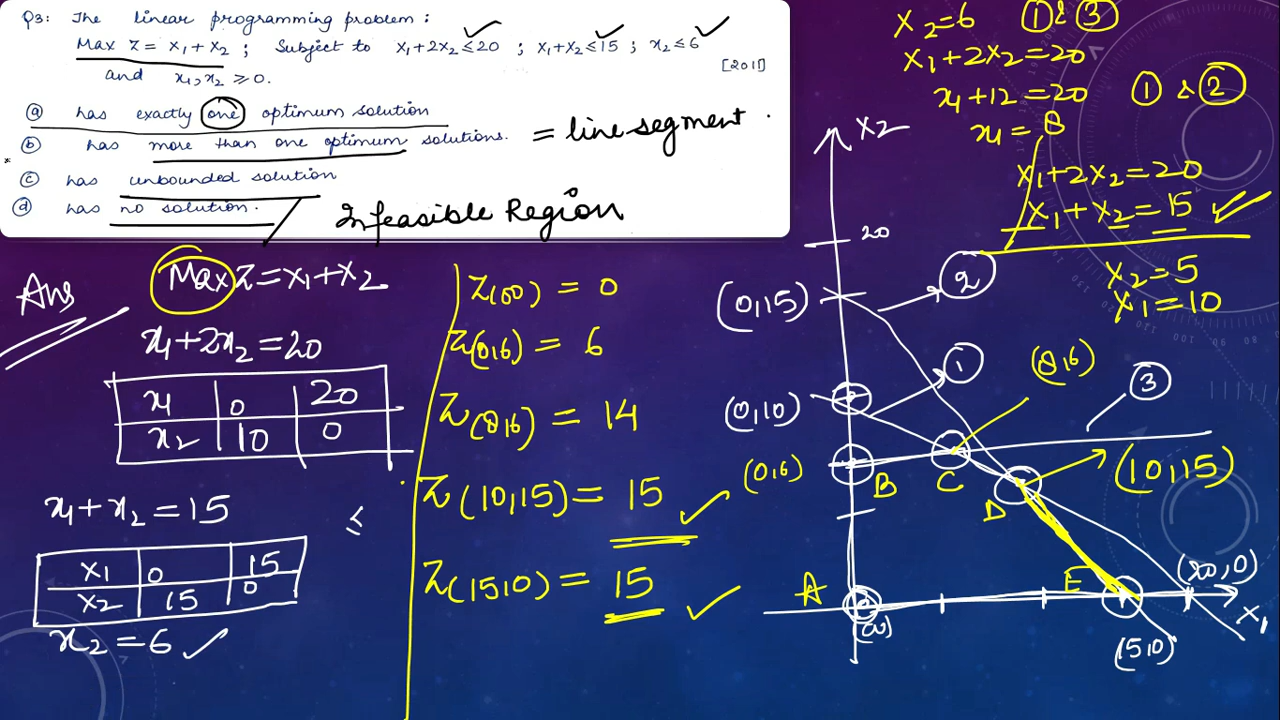 Q3: The linear programming problem:
Max Z = x1 + x2 ; Subject to x1+2x2 ≤ 20 ; x1+x2 ≤ 15 ; x2 ≤ 6
and x1, x2 ≥ 0. [2011]
(a) has exactly one optimum solution
(b) has more than one optimum solutions. = line segment.
(c) has unbounded solution
(d) has no solution. / Infeasible Region
Ans
Max Z = x1+x2
x1+2x2=20
x1 0 20
x2 10 0
x1+x2=15
≤
x1 0 15
x2 15 0
x2=6
Z(00) = 0
Z(0,6) = 6
Z(8,6) = 14
Z(10,15) = 15
Z(15,0) = 15
x2=6 ① & ③
x1+2x2=20
x1+12=20
x1=8
① & ②
x1+2x2=20
x1+x2=15
x2=5
x1=10
x2
20
(0,15)
②
①
(8,6)
③
(0,10)
(0,6)
B
C
D
(10,15)
A
E
(20,0)
x1
(5,0)